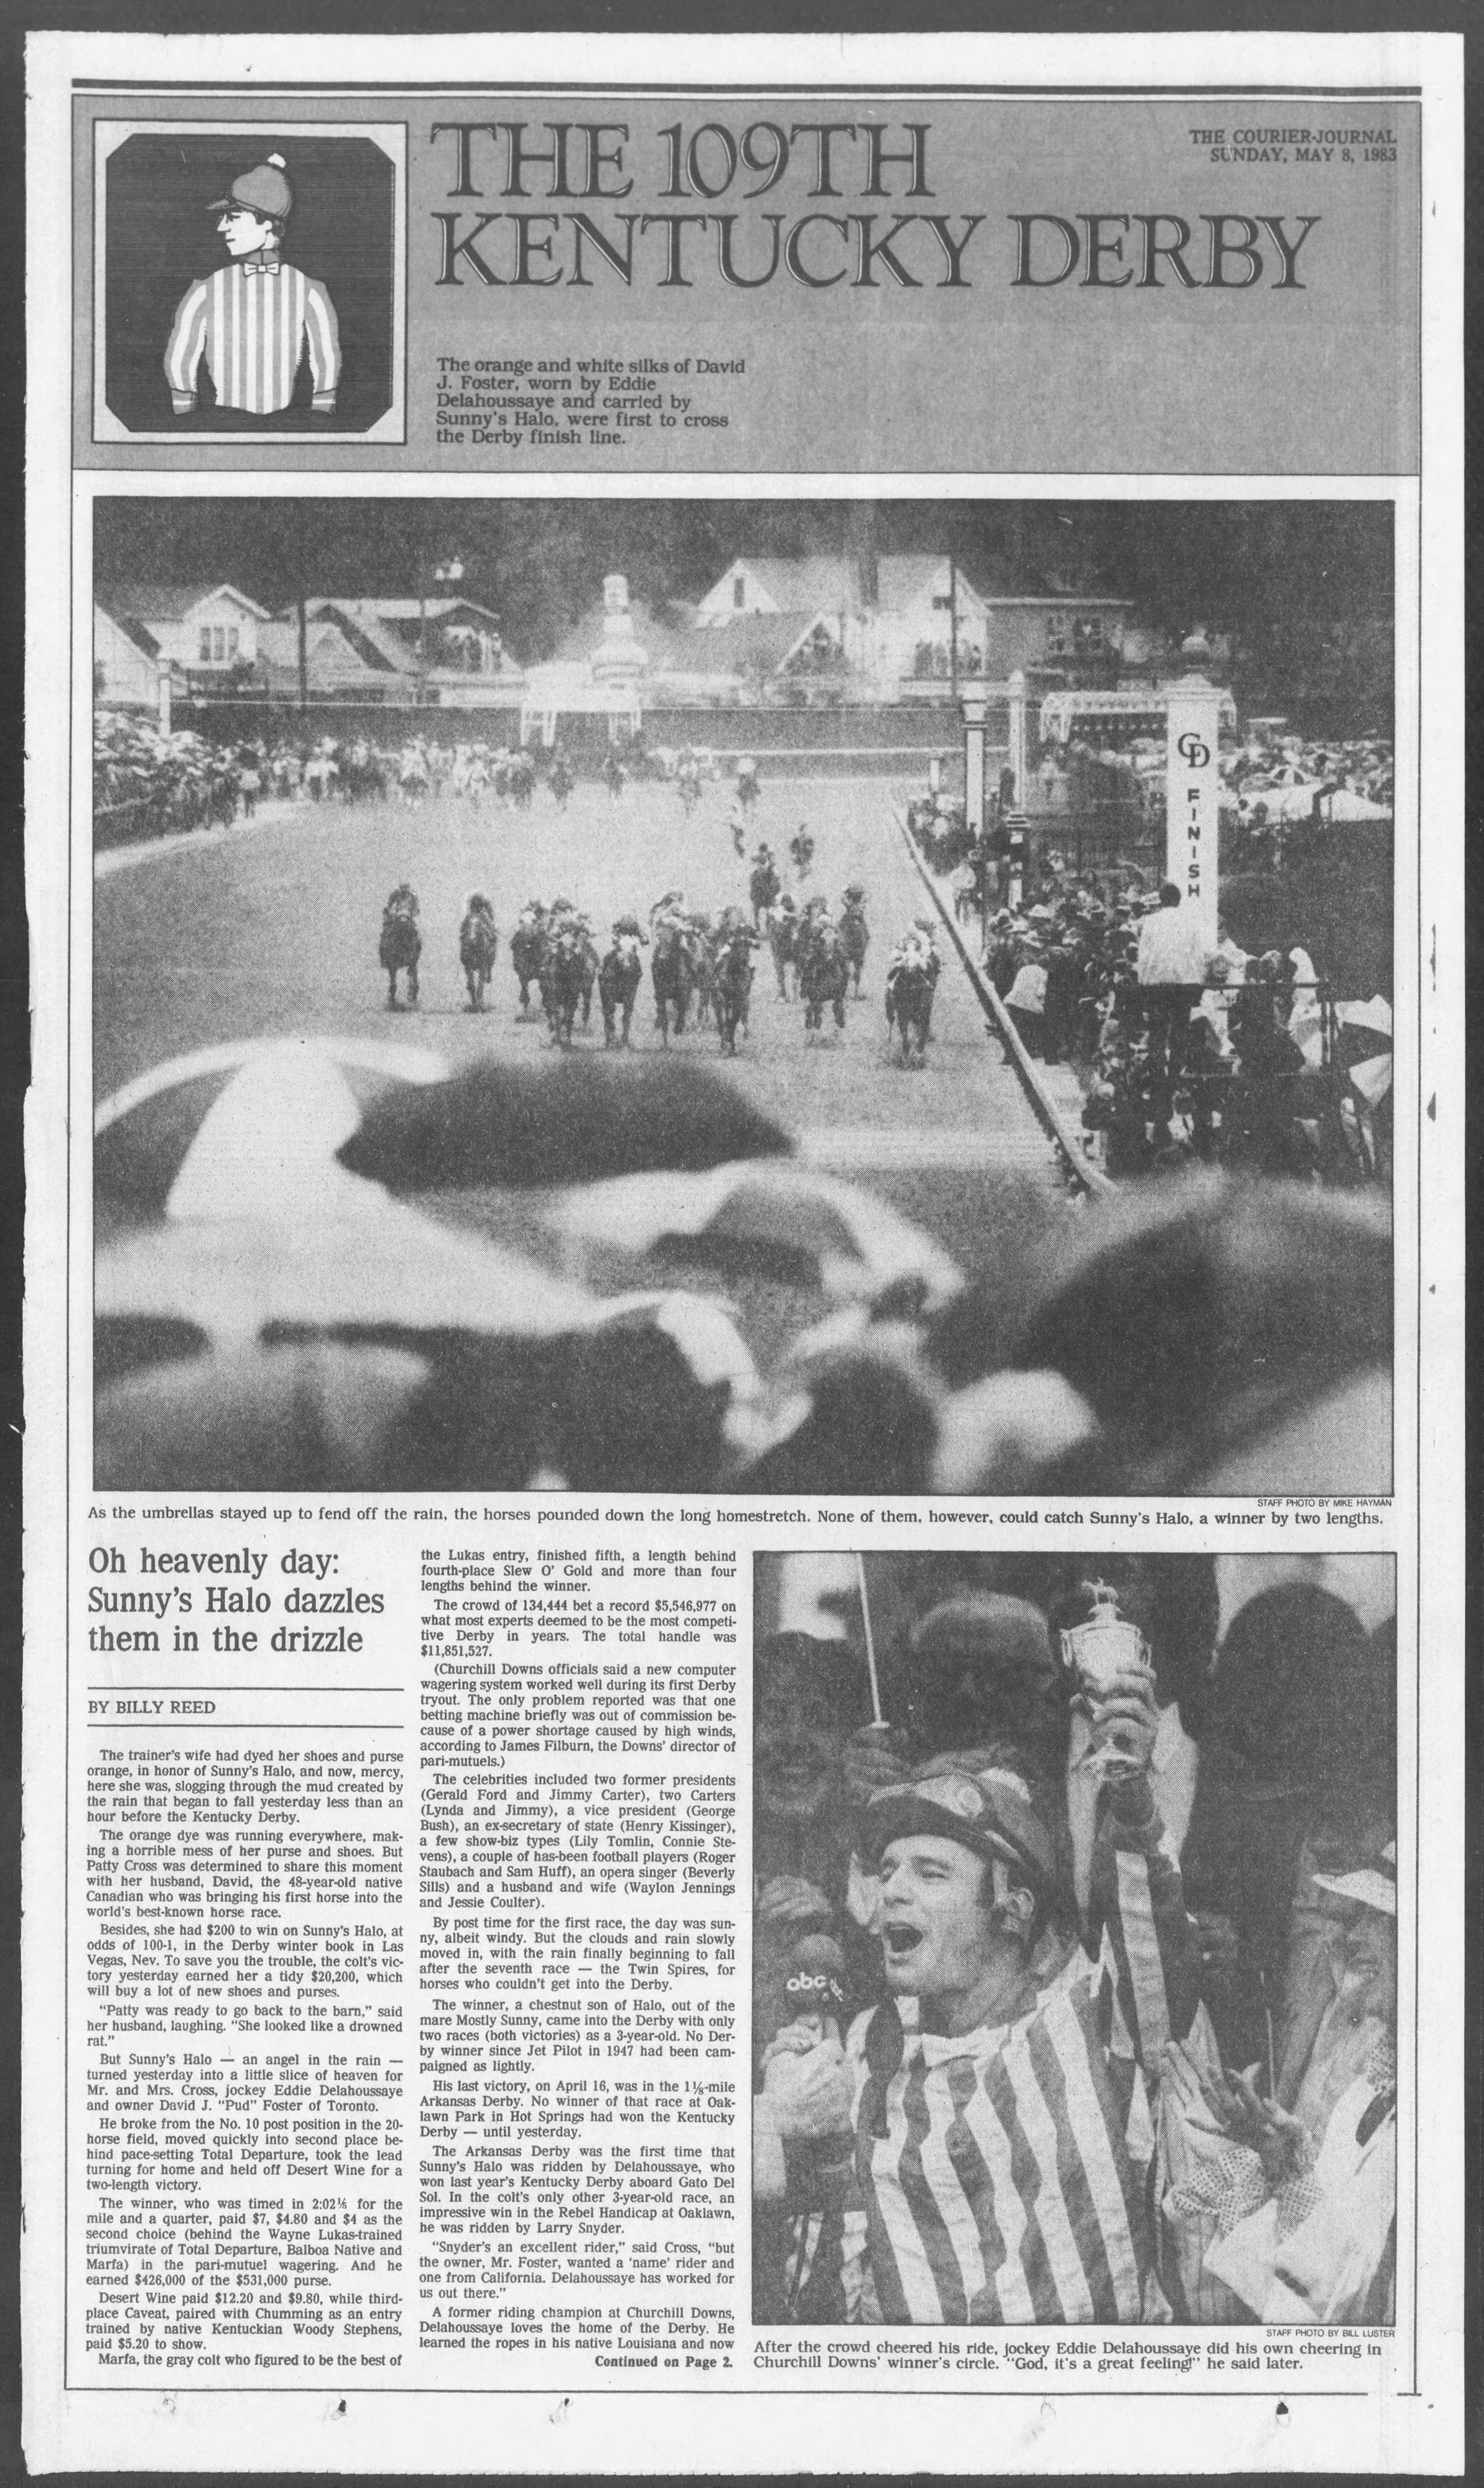 THE 109TH
KENTUCKY DERBY
THE COURIER-JOURNAL
SUNDAY, MAY 8, 1983
The orange and white silks of David
J. Foster, worn by Eddie
Delahoussaye and carried by
Sunny's Halo, were first to cross
the Derby finish line.
CD
FINISH
STAFF PHOTO BY MIKE HAYMAN
As the umbrellas stayed up to fend off the rain, the horses pounded down the long homestretch. None of them, however, could catch Sunny's Halo, a winner by two lengths.
Oh heavenly day:
Sunny's Halo dazzles
them in the drizzle
BY BILLY REED
The trainer's wife had dyed her shoes and purse
orange, in honor of Sunny's Halo, and now, mercy,
here she was, slogging through the mud created by
the rain that began to fall yesterday less than an
hour before the Kentucky Derby.
The orange dye was running everywhere, mak-
ing a horrible mess of her purse and shoes. But
Patty Cross was determined to share this moment
with her husband, David, the 48-year-old native
Canadian who was bringing his first horse into the
world's best-known horse race.
Besides, she had $200 to win on Sunny's Halo, at
odds of 100-1, in the Derby winter book in Las
Vegas, Nev. To save you the trouble, the colt's vic-
tory yesterday earned her a tidy $20,200, which
will buy a lot of new shoes and purses.
"Patty was ready to go back to the barn," said
her husband, laughing. "She looked like a drowned
rat."
But Sunny's Halo — an angel in the rain —
turned yesterday into a little slice of heaven for
Mr. and Mrs. Cross, jockey Eddie Delahoussaye
and owner David J. "Pud" Foster of Toronto.
He broke from the No. 10 post position in the 20-
horse field, moved quickly into second place be-
hind pace-setting Total Departure, took the lead
turning for home and held off Desert Wine for a
two-length victory.
The winner, who was timed in 2:02⅕ for the
mile and a quarter, paid $7, $4.80 and $4 as the
second choice (behind the Wayne Lukas-trained
triumvirate of Total Departure, Balboa Native and
Marfa) in the pari-mutuel wagering. And he
earned $426,000 of the $531,000 purse.
Desert Wine paid $12.20 and $9.80, while third-
place Caveat, paired with Chumming as an entry
trained by native Kentuckian Woody Stephens,
paid $5.20 to show.
Marfa, the gray colt who figured to be the best of
the Lukas entry, finished fifth, a length behind
fourth-place Slew O' Gold and more than four
lengths behind the winner.
The crowd of 134,444 bet a record $5,546,977 on
what most experts deemed to be the most competi-
tive Derby in years. The total handle was
$11,851,527.
(Churchill Downs officials said a new computer
wagering system worked well during its first Derby
tryout. The only problem reported was that one
betting machine briefly was out of commission be-
cause of a power shortage caused by high winds,
according to James Filburn, the Downs' director of
pari-mutuels.)
The celebrities included two former presidents
(Gerald Ford and Jimmy Carter), two Carters
(Lynda and Jimmy), a vice president (George
Bush), an ex-secretary of state (Henry Kissinger),
a few show-biz types (Lily Tomlin, Connie Ste-
vens), a couple of has-been football players (Roger
Staubach and Sam Huff), an opera singer (Beverly
Sills) and a husband and wife (Waylon Jennings
and Jessie Coulter).
By post time for the first race, the day was sun-
ny, albeit windy. But the clouds and rain slowly
moved in, with the rain finally beginning to fall
after the seventh race — the Twin Spires, for
horses who couldn't get into the Derby.
The winner, a chestnut son of Halo, out of the
mare Mostly Sunny, came into the Derby with only
two races (both victories) as a 3-year-old. No Der-
by winner since Jet Pilot in 1947 had been cam-
paigned as lightly.
His last victory, on April 16, was in the 1⅛-mile
Arkansas Derby. No winner of that race at Oak-
lawn Park in Hot Springs had won the Kentucky
Derby — until yesterday.
The Arkansas Derby was the first time that
Sunny's Halo was ridden by Delahoussaye, who
won last year's Kentucky Derby aboard Gato Del
Sol. In the colt's only other 3-year-old race, an
impressive win in the Rebel Handicap at Oaklawn,
he was ridden by Larry Snyder.
"Snyder's an excellent rider," said Cross, "but
the owner, Mr. Foster, wanted a 'name' rider and
one from California. Delahoussaye has worked for
us out there."
A former riding champion at Churchill Downs,
Delahoussaye loves the home of the Derby. He
learned the ropes in his native Louisiana and now
Continued on Page 2.
abc
STAFF PHOTO BY BILL LUSTER
After the crowd cheered his ride, jockey Eddie Delahoussaye did his own cheering in
Churchill Downs' winner's circle. "God, it's a great feeling!" he said later.